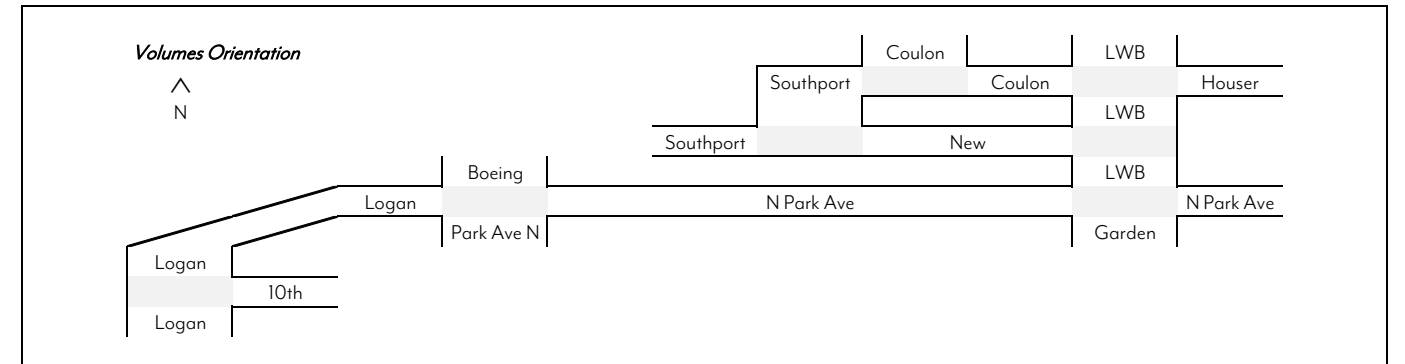 Volumes Orientation
Coulon LWB
Southport Coulon Houser
N
LWB
Southport New
Boeing LWB
Logan N Park Ave N Park Ave
Park Ave N Garden
Logan
10th
Logan